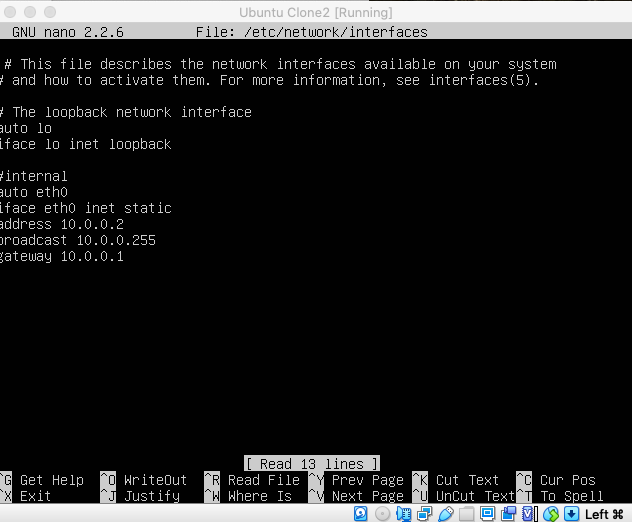 Ubuntu Clone2 [Running]
GNU nano 2.2.6 File: /etc/network/interfaces
# This file describes the network interfaces available on your system
# and how to activate them. For more information, see interfaces(5).
# The loopback network interface
auto lo
iface lo inet loopback
#internal
auto eth0
iface eth0 inet static
address 10.0.0.2
broadcast 10.0.0.255
gateway 10.0.0.1
[ Read 13 lines ]
^G Get Help ^O WriteOut ^R Read File ^Y Prev Page ^K Cut Text ^C Cur Pos
^X Exit ^J Justify ^W Where Is ^V Next Page ^U UnCut Text ^T To Spell
Left ⌘